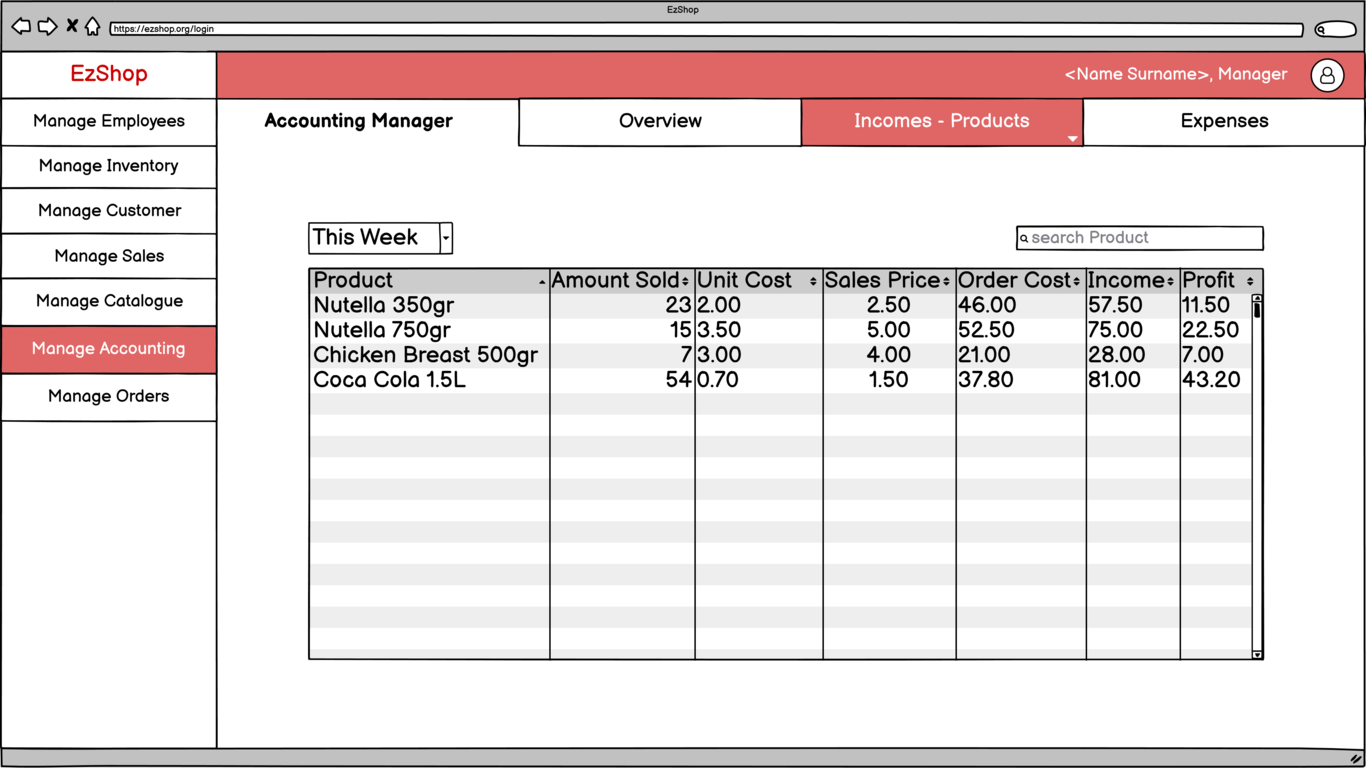 EzShop
https://ezshop.org/login
EzShop
<Name Surname>, Manager
Manage Employees
Manage Inventory
Manage Customer
Manage Sales
Manage Catalogue
Manage Accounting
Manage Orders
Accounting Manager
Overview
Incomes - Products
Expenses
This Week
search Product
Product Amount Sold Unit Cost Sales Price Order Cost Income Profit
Nutella 350gr 23 2.00 2.50 46.00 57.50 11.50
Nutella 750gr 15 3.50 5.00 52.50 75.00 22.50
Chicken Breast 500gr 7 3.00 4.00 21.00 28.00 7.00
Coca Cola 1.5L 54 0.70 1.50 37.80 81.00 43.20